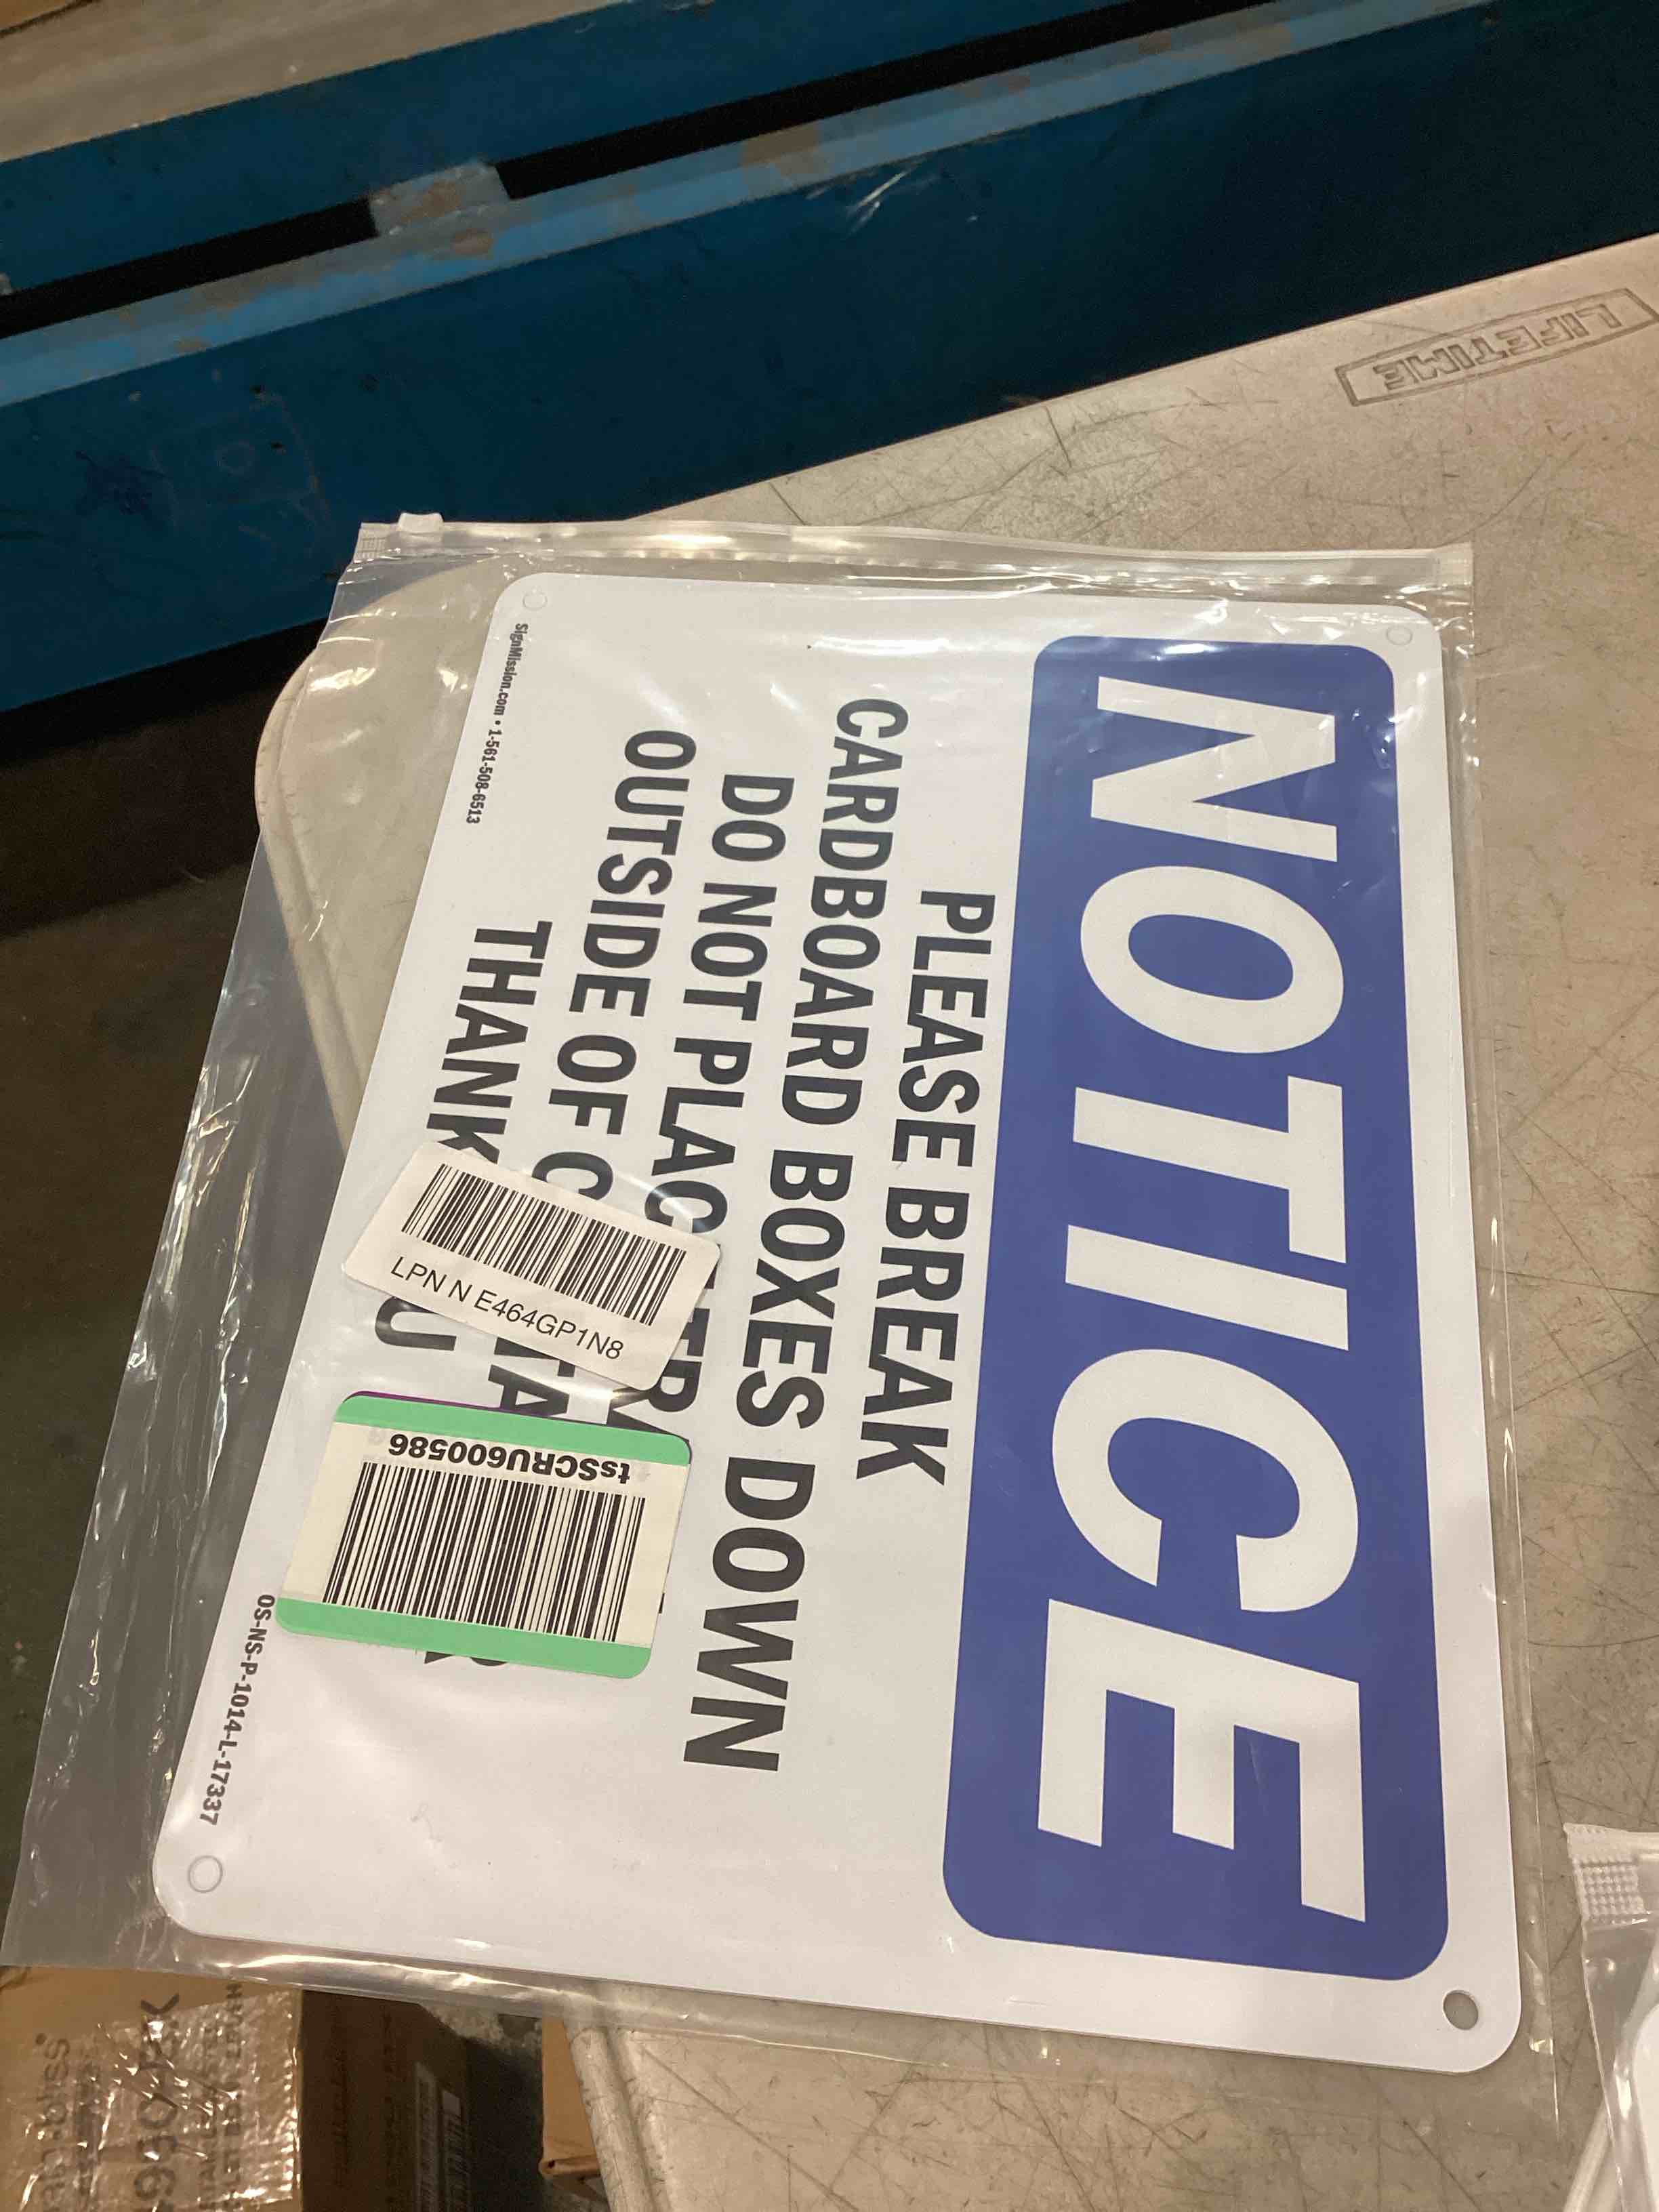 NOTICE
PLEASE BREAK
CARDBOARD BOXES DOWN
DO NOT PLAC
OUTSIDE OF C
THANK
SignMission.com • 1-561-508-6513
OS-NS-P-1014-L-17337
LPN N E464GP1N8
tsSCRU600586
LIFETIME